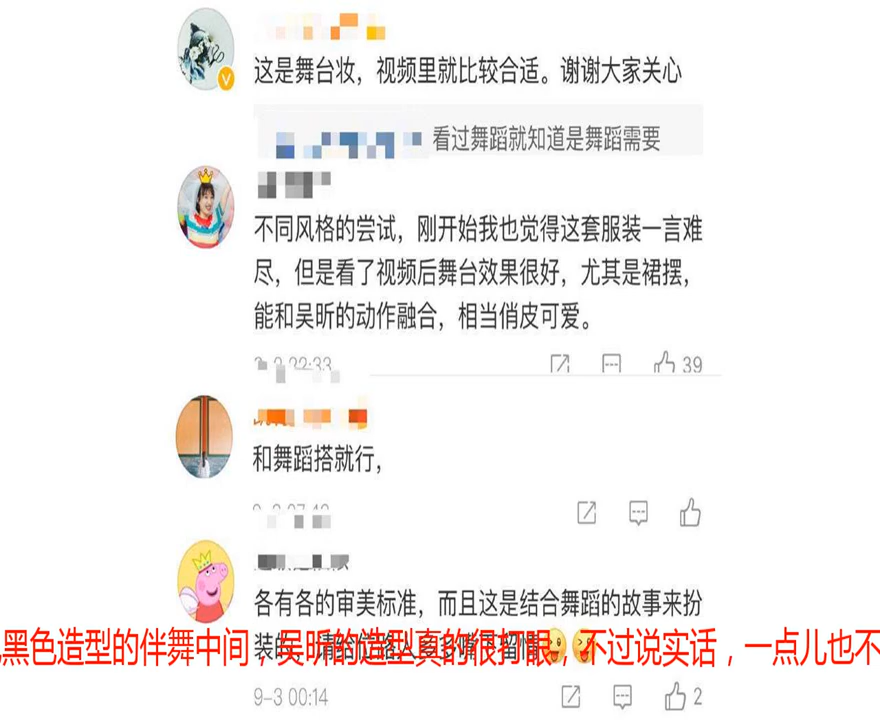 这是舞台妆，视频里就比较合适。谢谢大家关心
看过舞蹈就知道是舞蹈需要
不同风格的尝试，刚开始我也觉得这套服装一言难
尽，但是看了视频后舞台效果很好，尤其是裙摆，
能和吴昕的动作融合，相当俏皮可爱。
39
和舞蹈搭就行，
各有各的审美标准，而且这是结合舞蹈的故事来扮
黑色造型的伴舞中间，吴昕的造型真的很打眼，不过说实话，一点儿也不
9-3 00:14
2